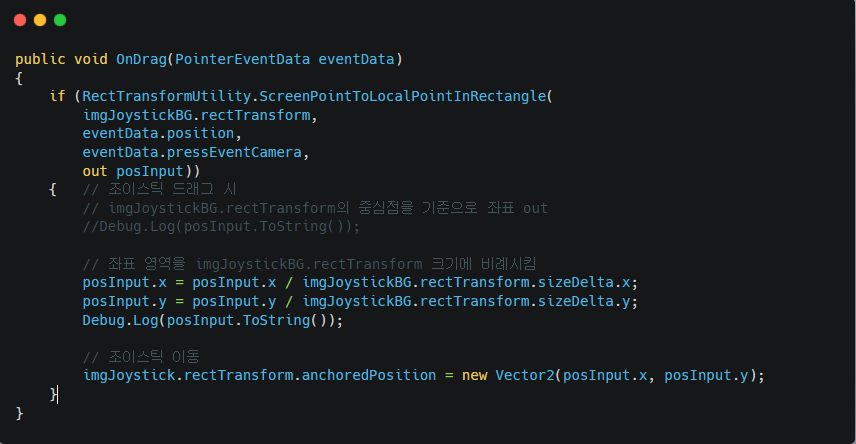 public void OnDrag(PointerEventData eventData)
{
    if (RectTransformUtility.ScreenPointToLocalPointInRectangle(
        imgJoystickBG.rectTransform,
        eventData.position,
        eventData.pressEventCamera,
        out posInput))
    {   // 조이스틱 드래그 시
        // imgJoystickBG.rectTransform의 중심점을 기준으로 좌표 out
        //Debug.Log(posInput.ToString());
        // 좌표 영역을 imgJoystickBG.rectTransform 크기에 비례시킴
        posInput.x = posInput.x / imgJoystickBG.rectTransform.sizeDelta.x;
        posInput.y = posInput.y / imgJoystickBG.rectTransform.sizeDelta.y;
        Debug.Log(posInput.ToString());
        // 조이스틱 이동
        imgJoystick.rectTransform.anchoredPosition = new Vector2(posInput.x, posInput.y);
    }
}